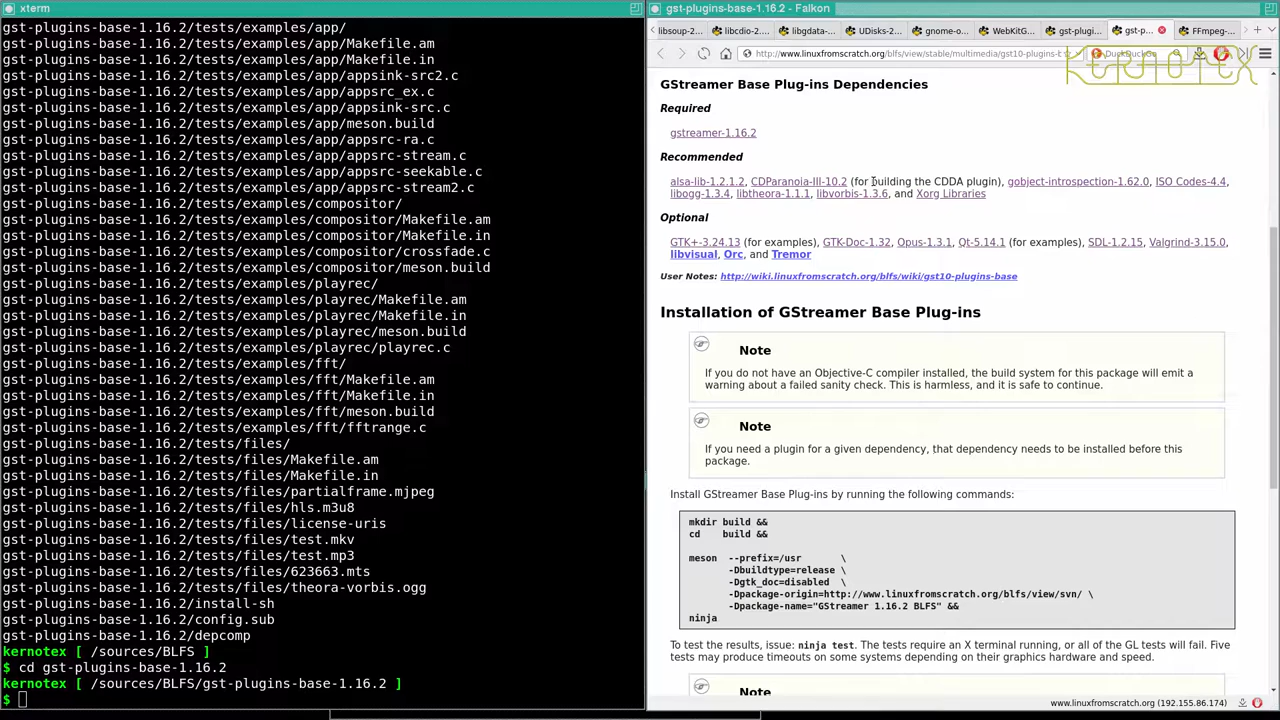 xterm
gst-plugins-base-1.16.2/tests/examples/app/
gst-plugins-base-1.16.2/tests/examples/app/Makefile.am
gst-plugins-base-1.16.2/tests/examples/app/Makefile.in
gst-plugins-base-1.16.2/tests/examples/app/appsink-src2.c
gst-plugins-base-1.16.2/tests/examples/app/appsrc_ex.c
gst-plugins-base-1.16.2/tests/examples/app/appsink-src.c
gst-plugins-base-1.16.2/tests/examples/app/meson.build
gst-plugins-base-1.16.2/tests/examples/app/appsrc-ra.c
gst-plugins-base-1.16.2/tests/examples/app/appsrc-stream.c
gst-plugins-base-1.16.2/tests/examples/app/appsrc-seekable.c
gst-plugins-base-1.16.2/tests/examples/app/appsrc-stream2.c
gst-plugins-base-1.16.2/tests/examples/compositor/
gst-plugins-base-1.16.2/tests/examples/compositor/Makefile.am
gst-plugins-base-1.16.2/tests/examples/compositor/Makefile.in
gst-plugins-base-1.16.2/tests/examples/compositor/crossfade.c
gst-plugins-base-1.16.2/tests/examples/compositor/meson.build
gst-plugins-base-1.16.2/tests/examples/playrec/
gst-plugins-base-1.16.2/tests/examples/playrec/Makefile.am
gst-plugins-base-1.16.2/tests/examples/playrec/Makefile.in
gst-plugins-base-1.16.2/tests/examples/playrec/meson.build
gst-plugins-base-1.16.2/tests/examples/playrec/playrec.c
gst-plugins-base-1.16.2/tests/examples/fft/
gst-plugins-base-1.16.2/tests/examples/fft/Makefile.am
gst-plugins-base-1.16.2/tests/examples/fft/Makefile.in
gst-plugins-base-1.16.2/tests/examples/fft/meson.build
gst-plugins-base-1.16.2/tests/examples/fft/fftrange.c
gst-plugins-base-1.16.2/tests/files/
gst-plugins-base-1.16.2/tests/files/Makefile.am
gst-plugins-base-1.16.2/tests/files/Makefile.in
gst-plugins-base-1.16.2/tests/files/partialframe.mjpeg
gst-plugins-base-1.16.2/tests/files/hls.m3u8
gst-plugins-base-1.16.2/tests/files/license-uris
gst-plugins-base-1.16.2/tests/files/test.mkv
gst-plugins-base-1.16.2/tests/files/test.mp3
gst-plugins-base-1.16.2/tests/files/623663.mts
gst-plugins-base-1.16.2/tests/files/theora-vorbis.ogg
gst-plugins-base-1.16.2/install-sh
gst-plugins-base-1.16.2/config.sub
gst-plugins-base-1.16.2/depcomp
kernotex [ /sources/BLFS ]
$ cd gst-plugins-base-1.16.2
kernotex [ /sources/BLFS/gst-plugins-base-1.16.2 ]
$
gst-plugins-base-1.16.2 - Falkon
libsoup-2... libcdio-2... libgdata-... UDisks-2... gnome-o... WebKitG... gst-plugi... gst-p... FFmpeg-...
http://www.linuxfromscratch.org/blfs/view/stable/multimedia/gst10-plugins-b DuckDuckGo
KERNOTEX
GStreamer Base Plug-ins Dependencies
Required
gstreamer-1.16.2
Recommended
alsa-lib-1.2.1.2, CDParanoia-III-10.2 (for building the CDDA plugin), gobject-introspection-1.62.0, ISO Codes-4.4,
libogg-1.3.4, libtheora-1.1.1, libvorbis-1.3.6, and Xorg Libraries
Optional
GTK+-3.24.13 (for examples), GTK-Doc-1.32, Opus-1.3.1, Qt-5.14.1 (for examples), SDL-1.2.15, Valgrind-3.15.0,
libvisual, Orc, and Tremor
User Notes: http://wiki.linuxfromscratch.org/blfs/wiki/gst10-plugins-base
Installation of GStreamer Base Plug-ins
Note
If you do not have an Objective-C compiler installed, the build system for this package will emit a
warning about a failed sanity check. This is harmless, and it is safe to continue.
Note
If you need a plugin for a given dependency, that dependency needs to be installed before this
package.
Install GStreamer Base Plug-ins by running the following commands:
mkdir build &&
cd    build &&
meson  --prefix=/usr       \
-Dbuildtype=release \
-Dgtk_doc=disabled  \
-Dpackage-origin=http://www.linuxfromscratch.org/blfs/view/svn/ \
-Dpackage-name="GStreamer 1.16.2 BLFS" &&
ninja
To test the results, issue: ninja test. The tests require an X terminal running, or all of the GL tests will fail. Five
tests may produce timeouts on some systems depending on their graphics hardware and speed.
Note
www.linuxfromscratch.org (192.155.86.174)